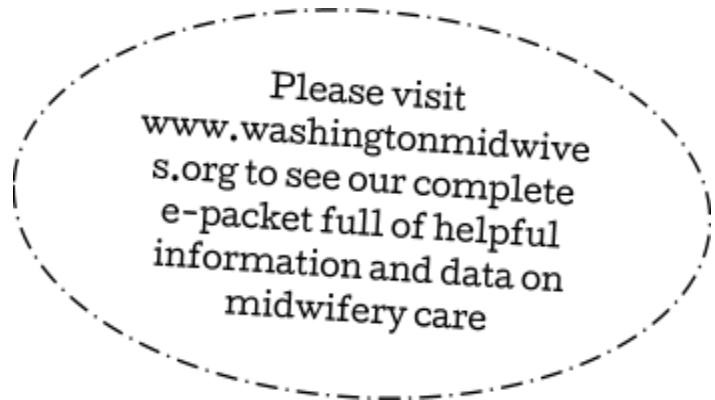 Please visit
www.washingtonmidwive
s.org to see our complete
e-packet full of helpful
information and data on
midwifery care